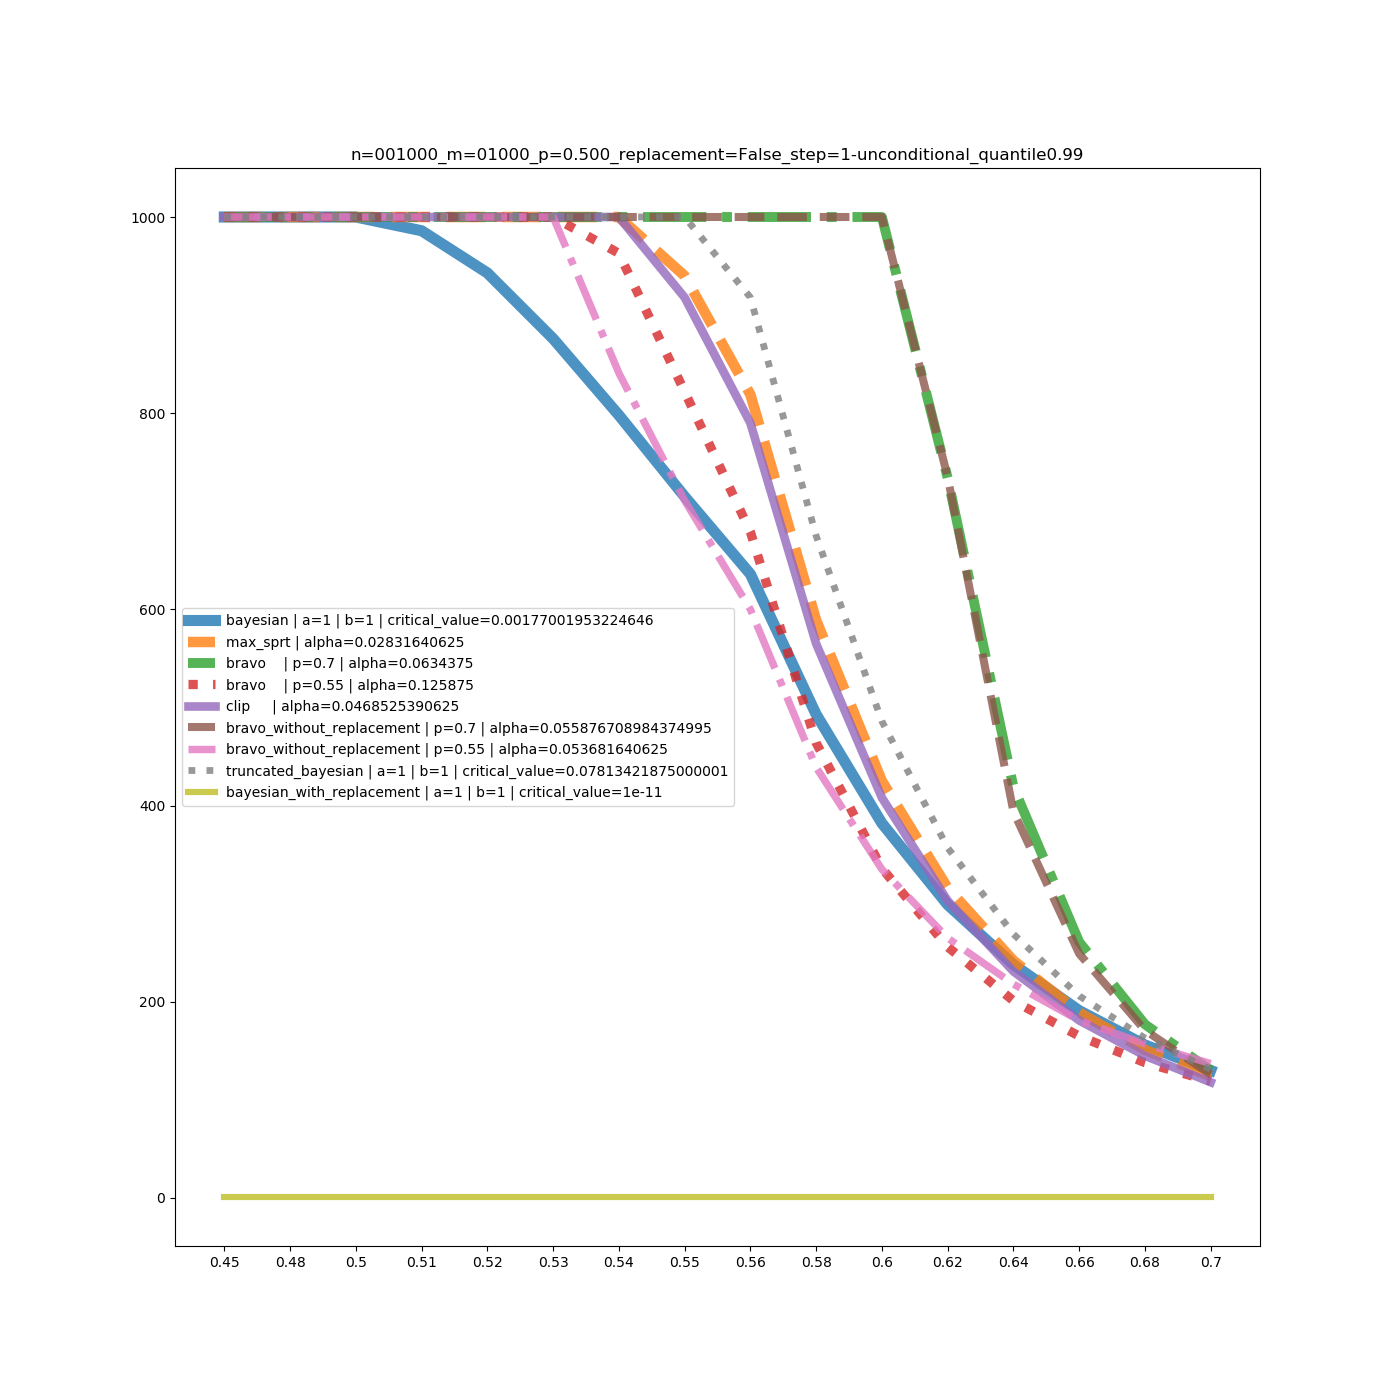 n=001000_m=01000_p=0.500_replacement=False_step=1-unconditional_quantile0.99
1000
800
600
400
200
0
bayesian | a=1 | b=1 | critical_value=0.00177001953224646
max_sprt | alpha=0.02831640625
bravo    | p=0.7 | alpha=0.0634375
bravo    | p=0.55 | alpha=0.125875
clip     | alpha=0.0468525390625
bravo_without_replacement | p=0.7 | alpha=0.055876708984374995
bravo_without_replacement | p=0.55 | alpha=0.053681640625
truncated_bayesian | a=1 | b=1 | critical_value=0.07813421875000001
bayesian_with_replacement | a=1 | b=1 | critical_value=1e-11
0.45 0.48 0.5 0.51 0.52 0.53 0.54 0.55 0.56 0.58 0.6 0.62 0.64 0.66 0.68 0.7